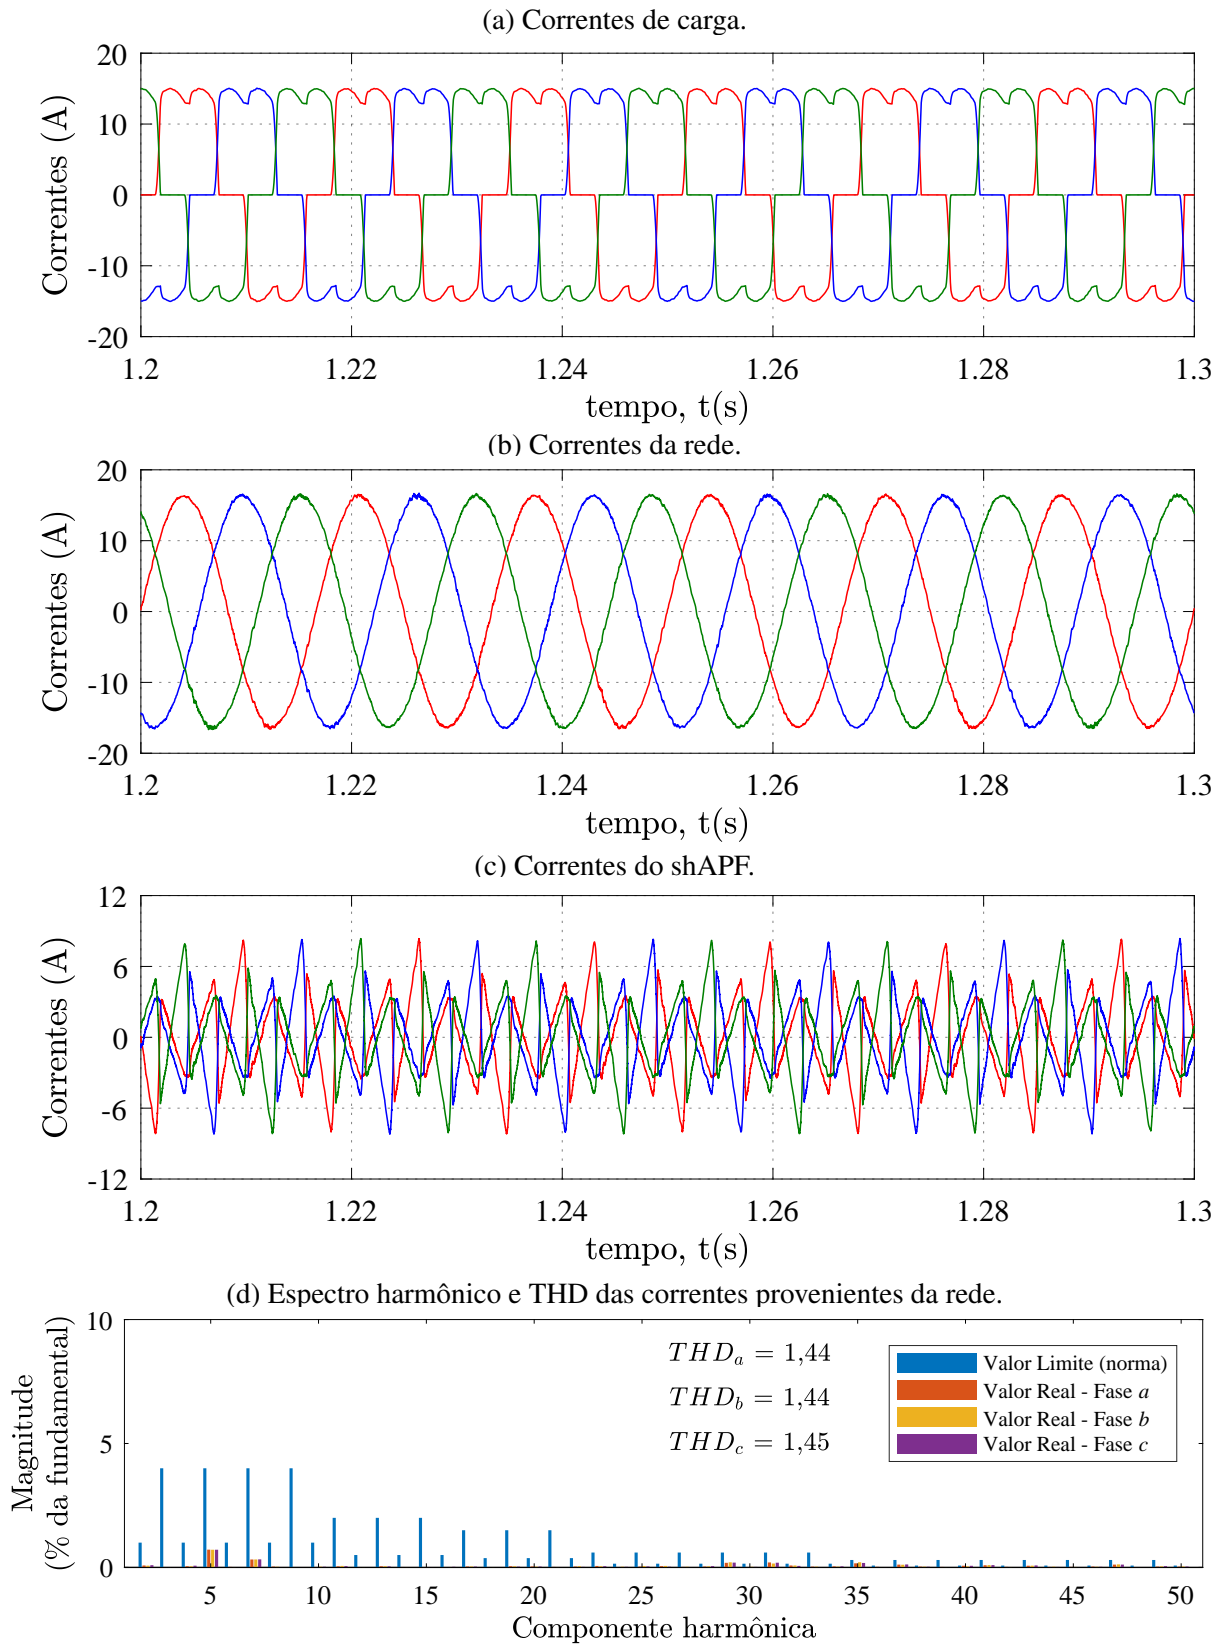 (a) Correntes de carga.
20
10
0
-10
-20
Correntes (A)
1.2 1.22 1.24 1.26 1.28 1.3
tempo, t(s)
(b) Correntes da rede.
20
10
0
-10
-20
Correntes (A)
1.2 1.22 1.24 1.26 1.28 1.3
tempo, t(s)
(c) Correntes do shAPF.
12
6
0
-6
-12
Correntes (A)
1.2 1.22 1.24 1.26 1.28 1.3
tempo, t(s)
(d) Espectro harmônico e THD das correntes provenientes da rede.
10
5
0
Magnitude
(% da fundamental)
THDa = 1,44
THDb = 1,44
THDc = 1,45
Valor Limite (norma)
Valor Real - Fase a
Valor Real - Fase b
Valor Real - Fase c
5 10 15 20 25 30 35 40 45 50
Componente harmônica